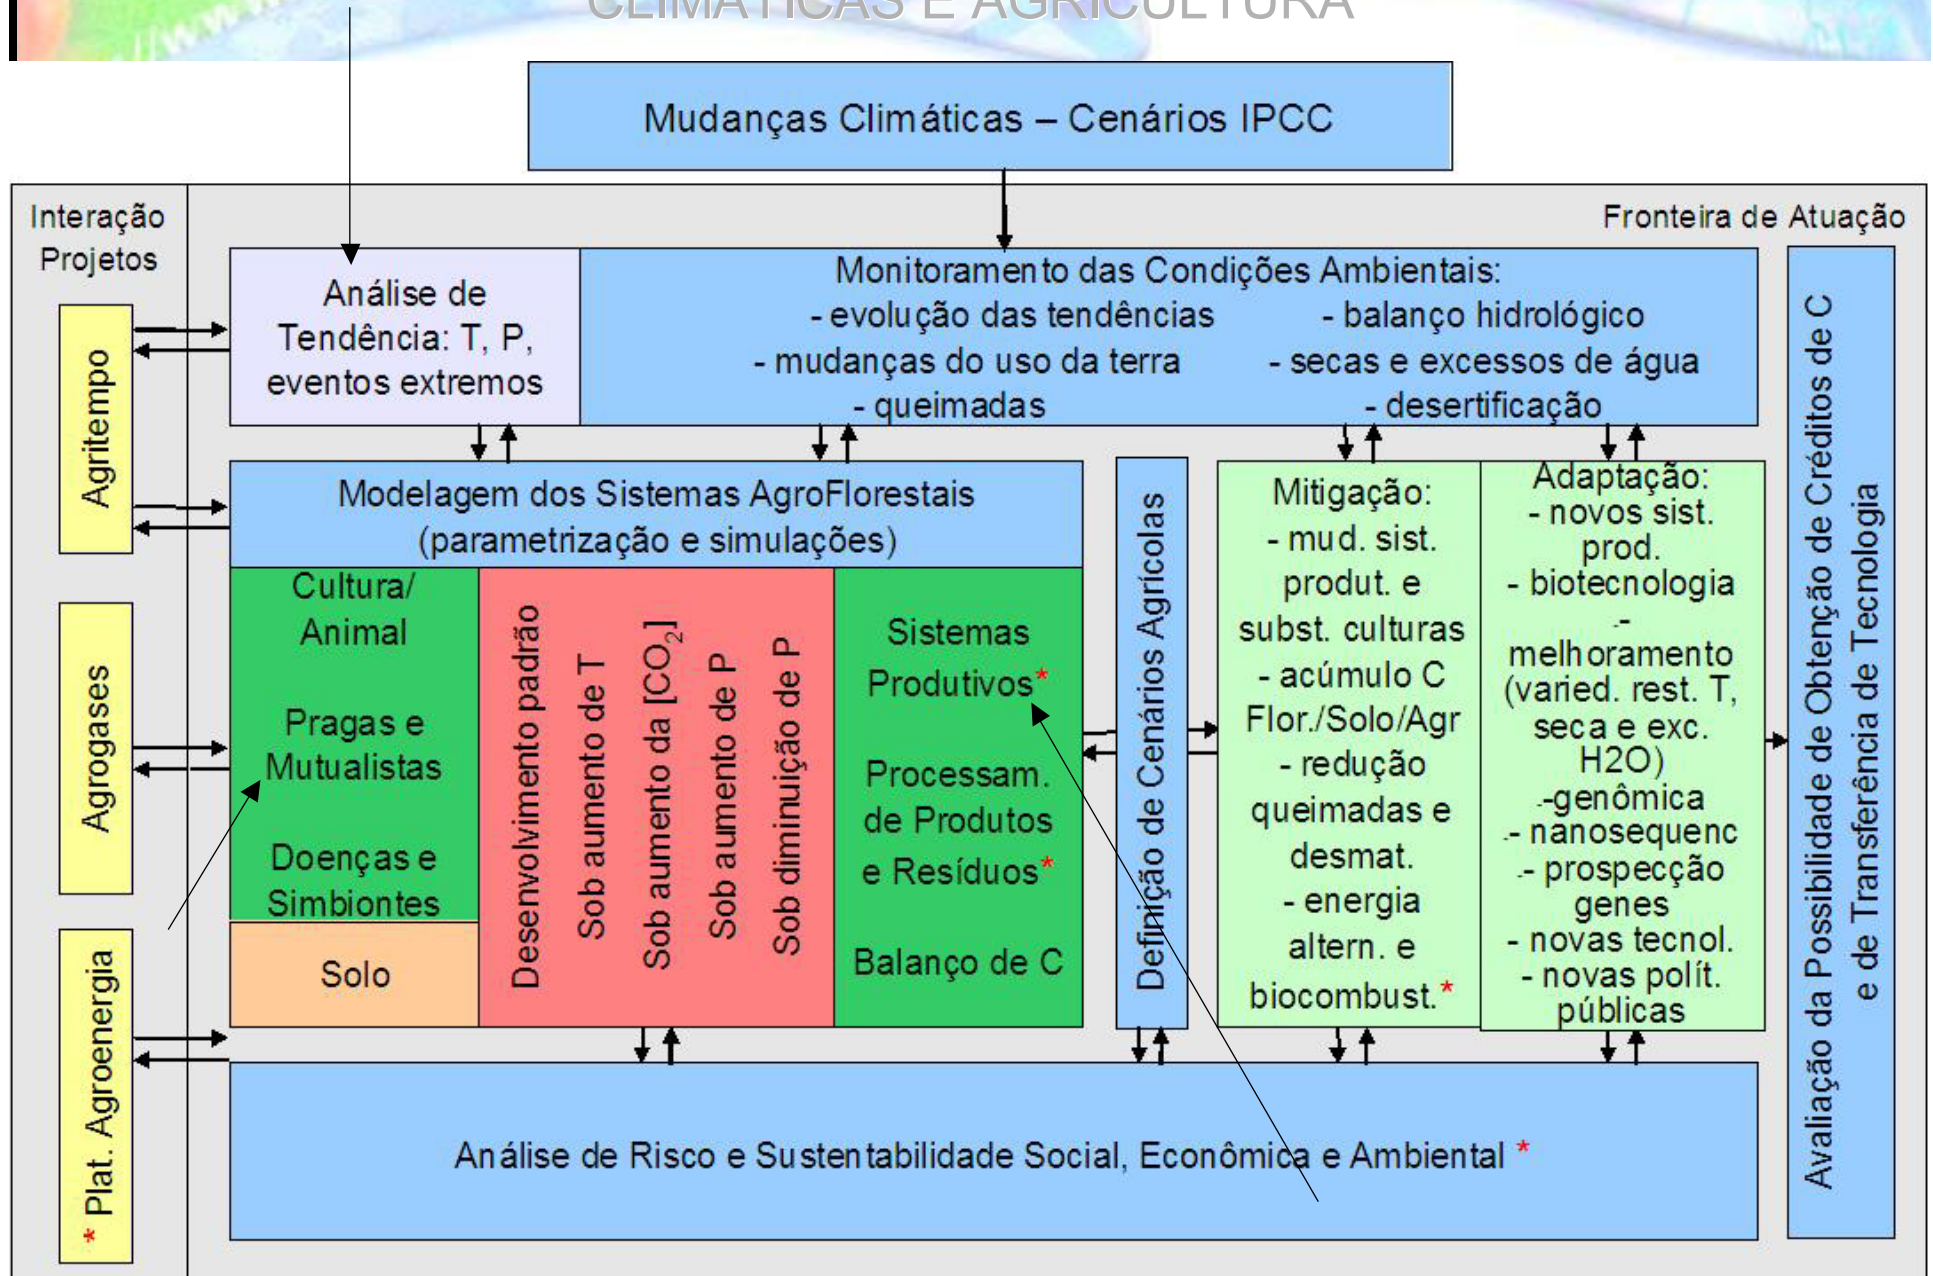 CLIMÁTICAS E AGRICULTURA
Mudanças Climáticas – Cenários IPCC
Interação
Projetos
Fronteira de Atuação
Agritempo
Agrogases
* Plat. Agroenergia
Análise de
Tendência: T, P,
eventos extremos
Monitoramento das Condições Ambientais:
- evolução das tendências
- balanço hidrológico
- mudanças do uso da terra
- secas e excessos de água
- queimadas
- desertificação
Modelagem dos Sistemas AgroFlorestais
(parametrização e simulações)
Cultura/
Animal
Pragas e
Mutualistas
Doenças e
Simbiontes
Solo
Desenvolvimento padrão
Sob aumento de T
Sob aumento da [CO₂]
Sob aumento de P
Sob diminuição de P
Sistemas
Produtivos*
Processam.
de Produtos
e Resíduos*
Balanço de C
Definição de Cenários Agrícolas
Mitigação:
- mud. sist.
produt. e
subst. culturas
- acúmulo C
Flor./Solo/Agr
- redução
queimadas e
desmat.
- energia
altern. e
biocombust.*
Adaptação:
- novos sist.
prod.
- biotecnologia
.-
melhoramento
(varied. rest. T,
seca e exc.
H2O)
.-genômica
.- nanosequenc
.- prospecção
genes
- novas tecnol.
- novas polít.
públicas
Avaliação da Possibilidade de Obtenção de Créditos de C
e de Transferência de Tecnologia
Análise de Risco e Sustentabilidade Social, Econômica e Ambiental *